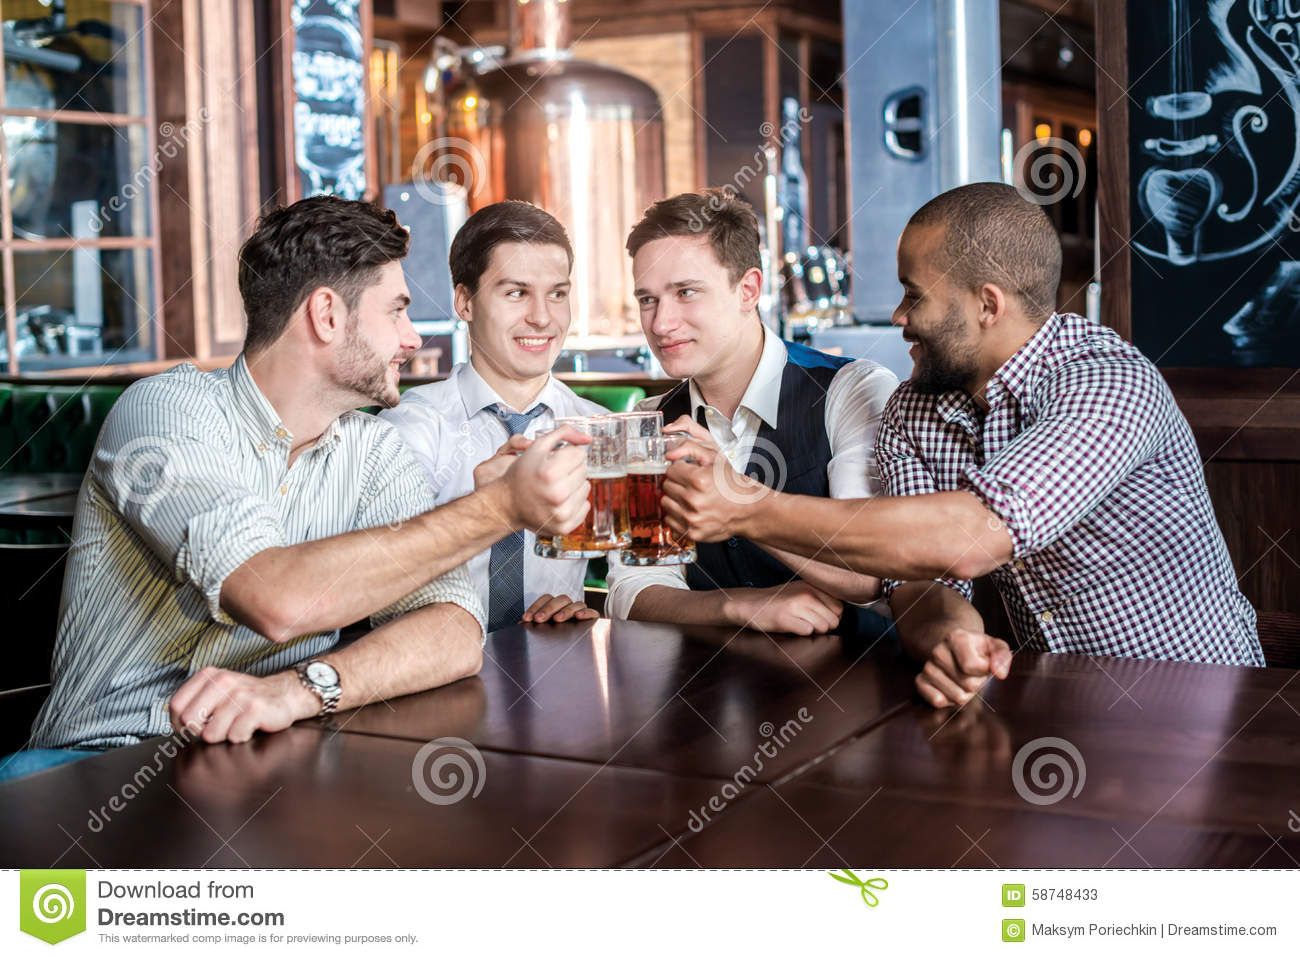 dreamstime
dreamstime
dreamstime
dreamstime
Download from
Dreamstime.com
This watermarked comp image is for previewing purposes only.
ID 58748433
© Maksym Poriechkin | Dreamstime.com